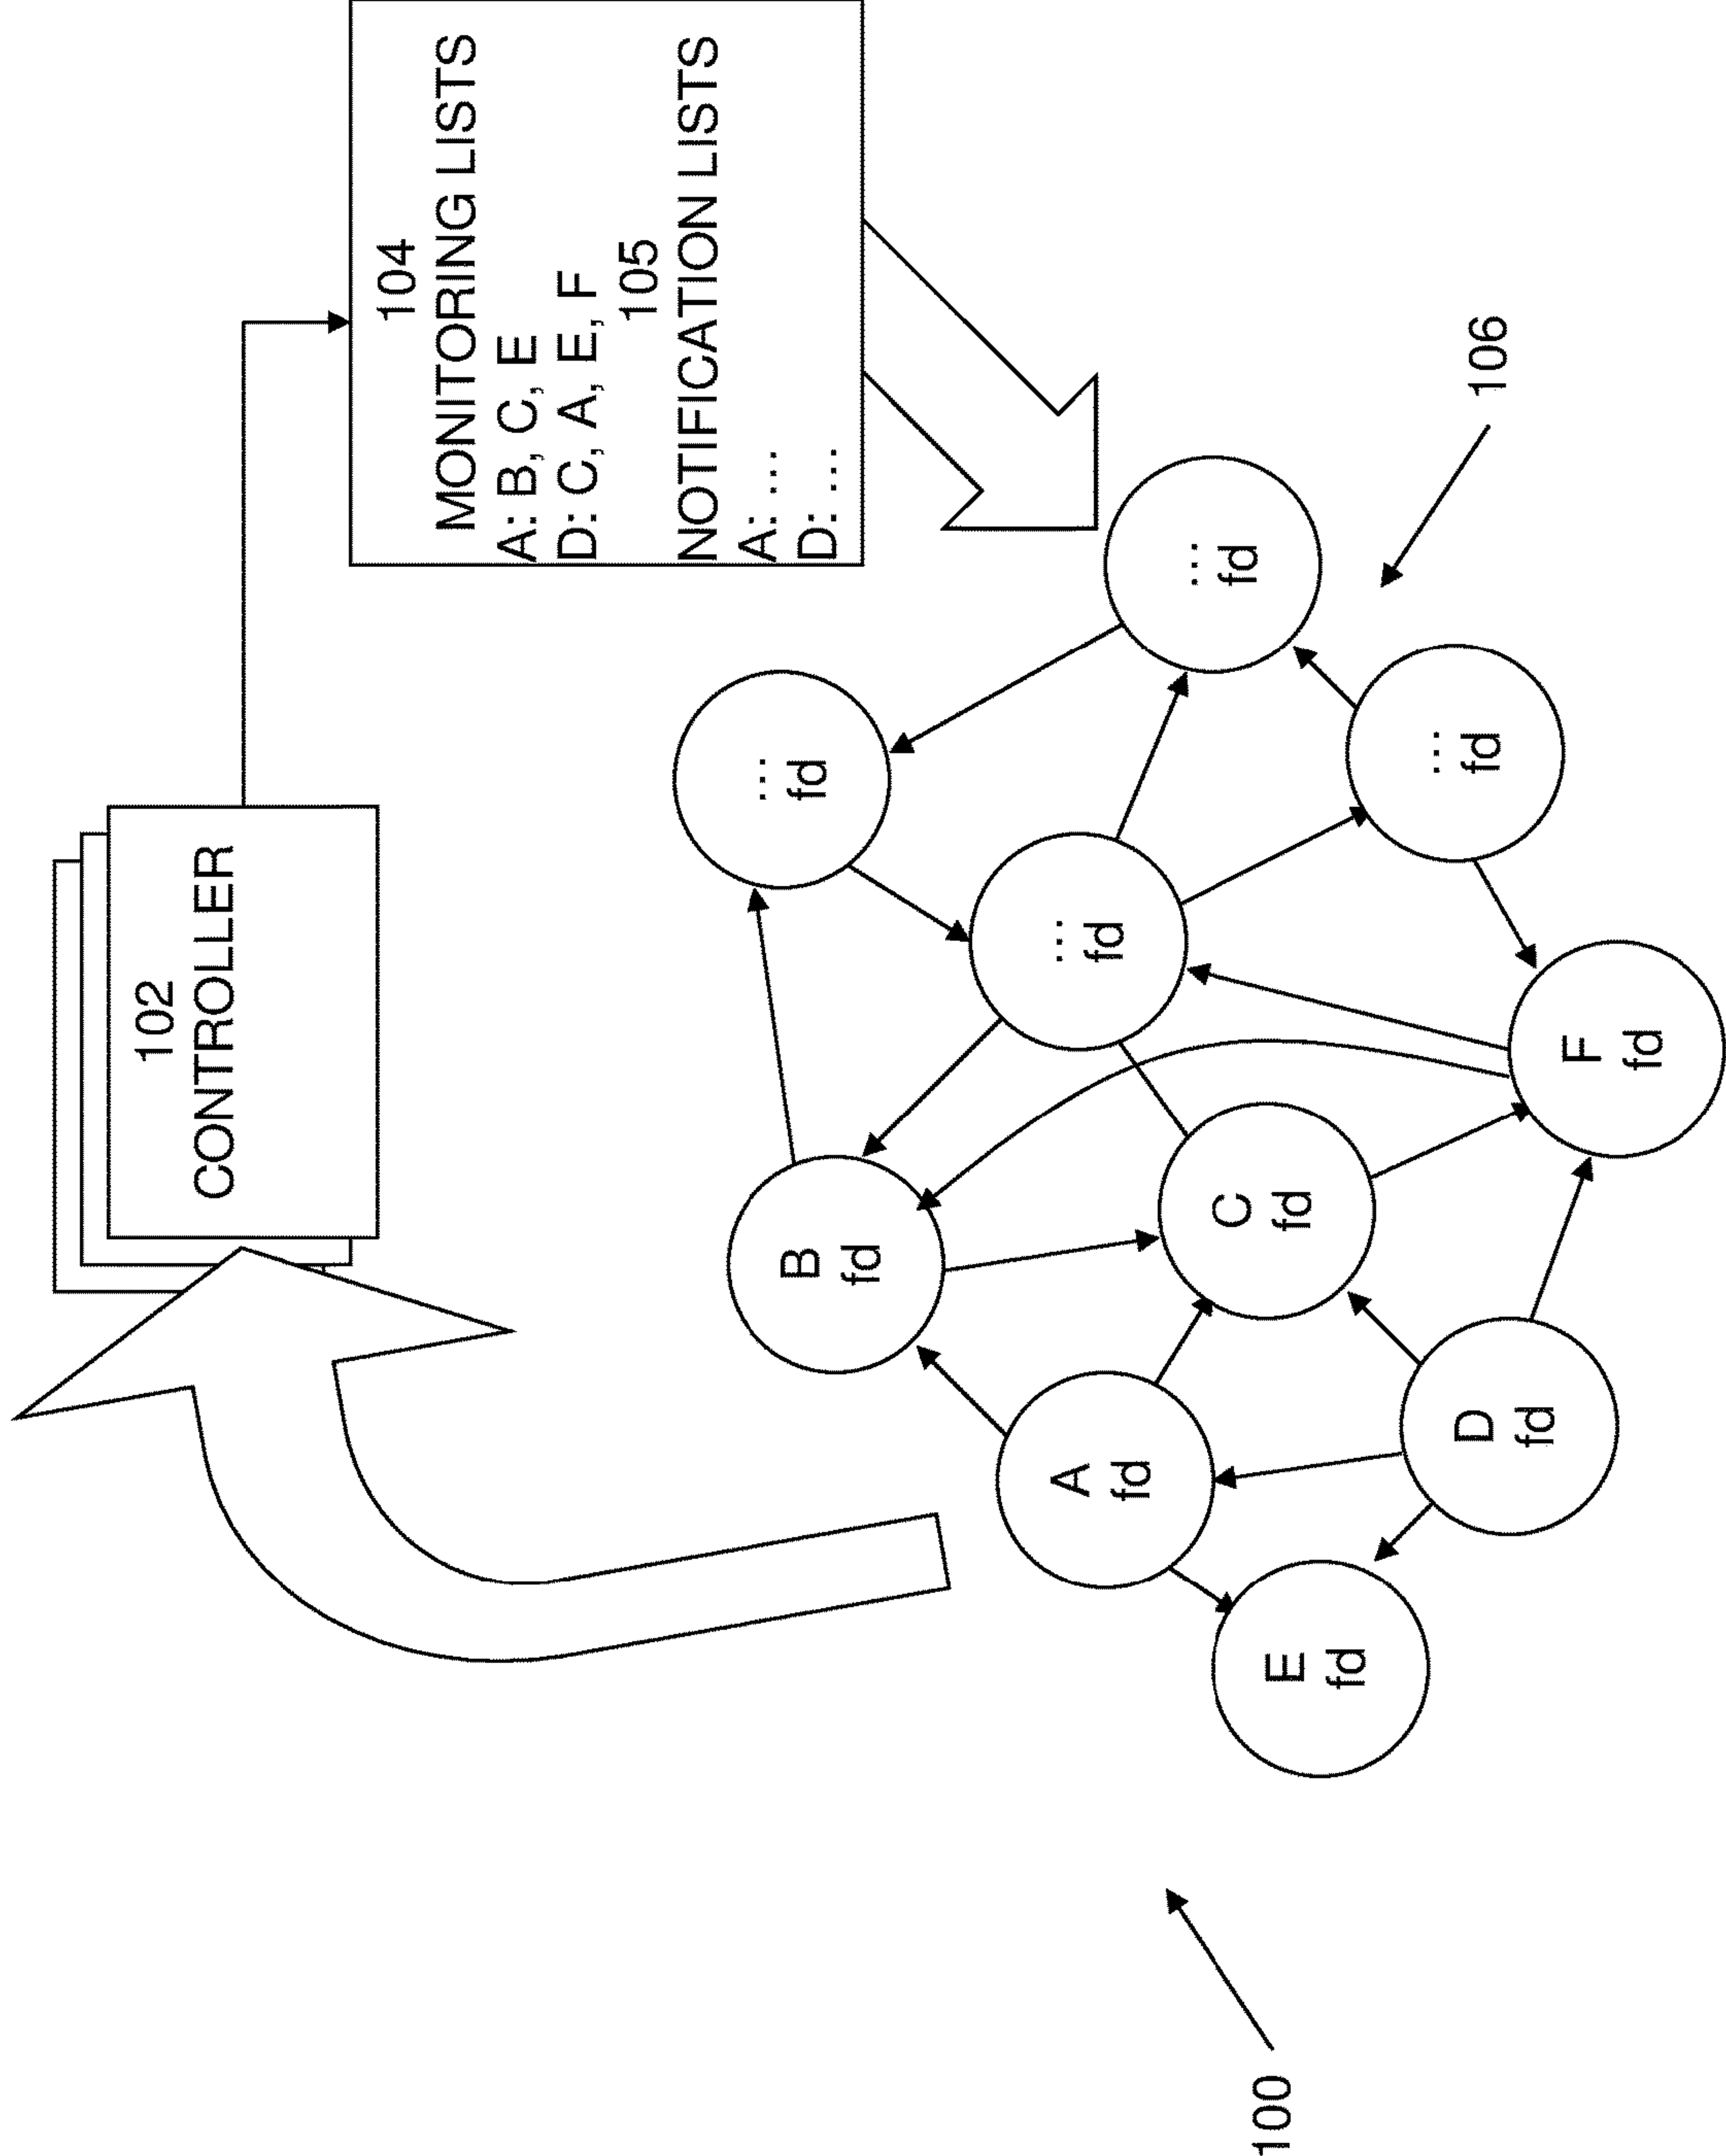 102
CONTROLLER
104
MONITORING LISTS
A: B, C, E
D: C, A, E, F
105
NOTIFICATION LISTS
A: ...
D: ...
...
fd
B
fd
...
fd
A
fd
...
fd
C
fd
E
fd
...
fd
D
fd
F
fd
100
106